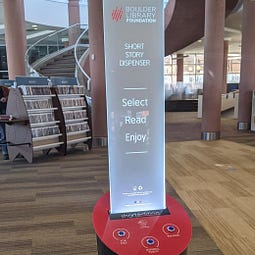 BOULDER
LIBRARY
FOUNDATION
SHORT
STORY
DISPENSER
Select
Read
Enjoy